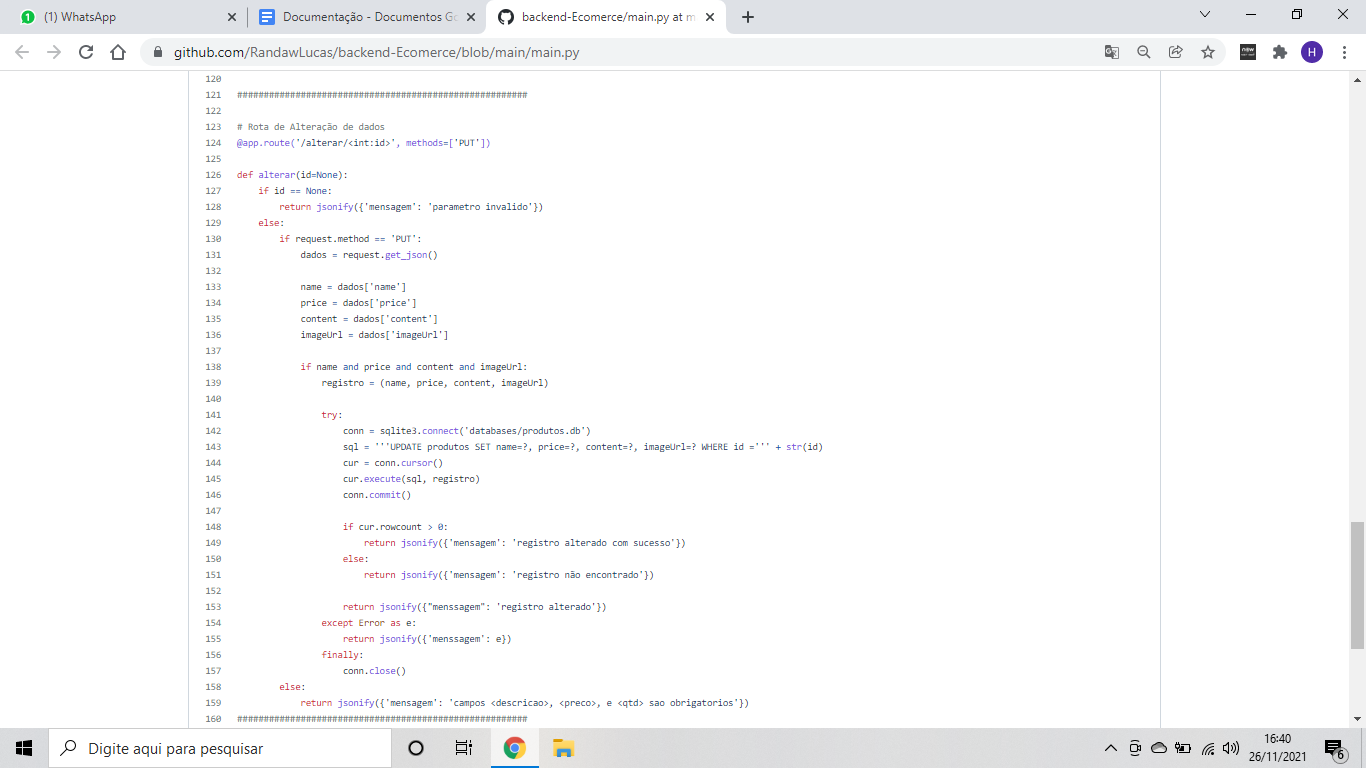 (1) WhatsApp
Documentação - Documentos Go
backend-Ecomerce/main.py at m
github.com/RandawLucas/backend-Ecomerce/blob/main/main.py
H
120
121 #######################################################
122
123 # Rota de Alteração de dados
124 @app.route('/alterar/<int:id>', methods=['PUT'])
125
126 def alterar(id=None):
127     if id == None:
128         return jsonify({'mensagem': 'parametro invalido'})
129     else:
130         if request.method == 'PUT':
131             dados = request.get_json()
132
133             name = dados['name']
134             price = dados['price']
135             content = dados['content']
136             imageUrl = dados['imageUrl']
137
138             if name and price and content and imageUrl:
139                 registro = (name, price, content, imageUrl)
140
141                 try:
142                     conn = sqlite3.connect('databases/produtos.db')
143                     sql = '''UPDATE produtos SET name=?, price=?, content=?, imageUrl=? WHERE id =''' + str(id)
144                     cur = conn.cursor()
145                     cur.execute(sql, registro)
146                     conn.commit()
147
148                     if cur.rowcount > 0:
149                         return jsonify({'mensagem': 'registro alterado com sucesso'})
150                     else:
151                         return jsonify({'mensagem': 'registro não encontrado'})
152
153                     return jsonify({"menssagem": 'registro alterado'})
154                 except Error as e:
155                     return jsonify({'menssagem': e})
156                 finally:
157                     conn.close()
158         else:
159             return jsonify({'mensagem': 'campos <descricao>, <preco>, e <qtd> sao obrigatorios'})
160 #######################################################
Digite aqui para pesquisar
16:40
26/11/2021
6